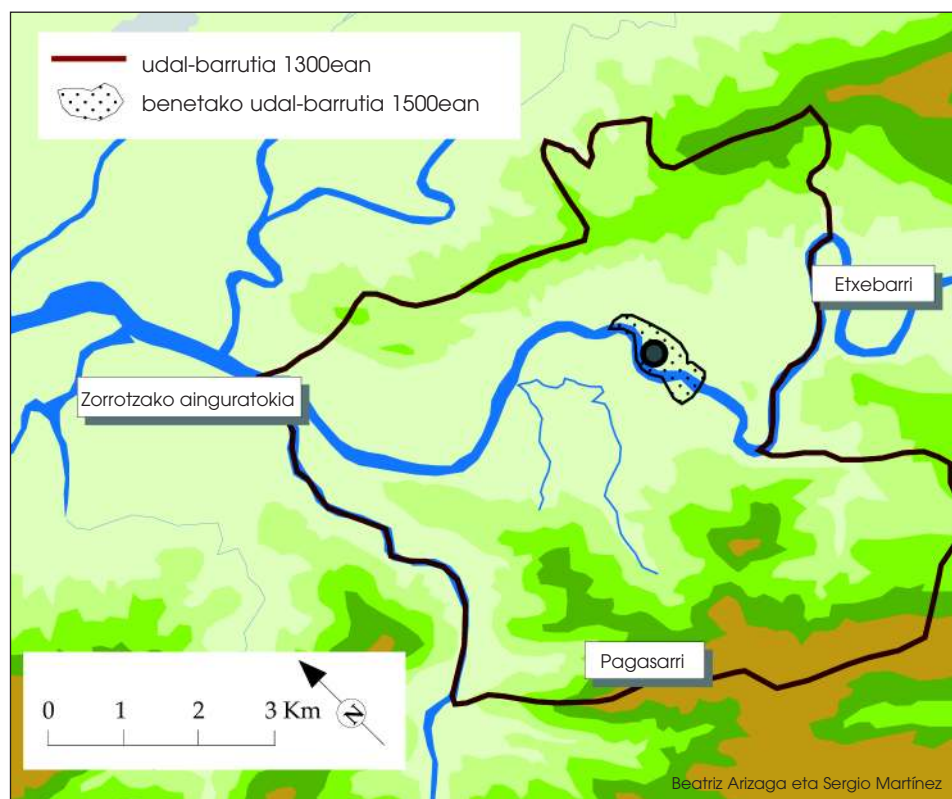 udal-barrutia 1300ean
benetako udal-barrutia 1500ean
Etxebarri
Zorrotzako ainguratokia
Pagasarri
N
0 1 2 3 Km
Beatriz Arizaga eta Sergio Martínez